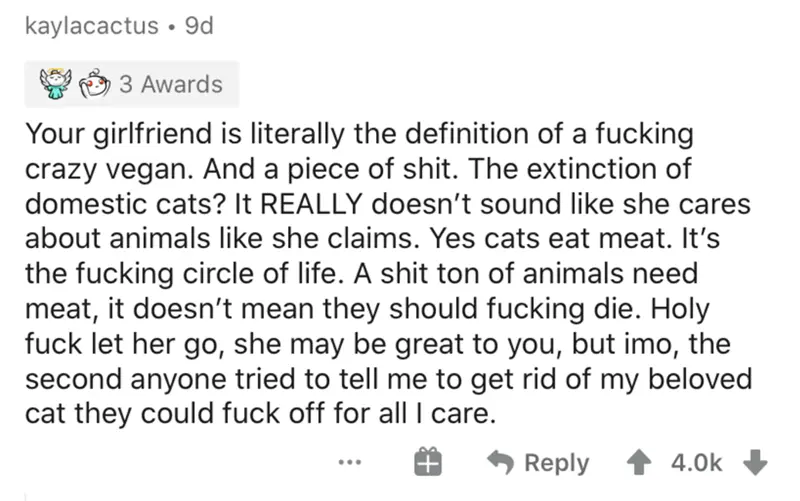 kaylacactus • 9d
3 Awards
Your girlfriend is literally the definition of a fucking
crazy vegan. And a piece of shit. The extinction of
domestic cats? It REALLY doesn’t sound like she cares
about animals like she claims. Yes cats eat meat. It’s
the fucking circle of life. A shit ton of animals need
meat, it doesn’t mean they should fucking die. Holy
fuck let her go, she may be great to you, but imo, the
second anyone tried to tell me to get rid of my beloved
cat they could fuck off for all I care.
... Reply 4.0k